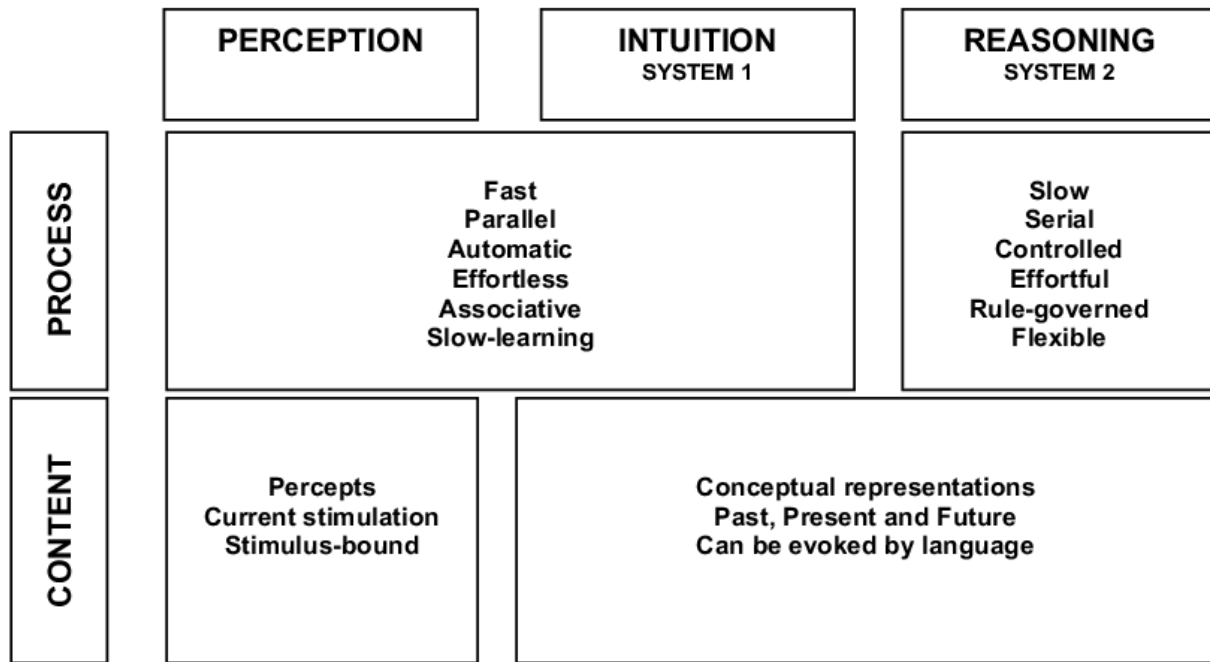 PERCEPTION
INTUITION
SYSTEM 1
REASONING
SYSTEM 2
PROCESS
Fast
Parallel
Automatic
Effortless
Associative
Slow-learning
Slow
Serial
Controlled
Effortful
Rule-governed
Flexible
CONTENT
Percepts
Current stimulation
Stimulus-bound
Conceptual representations
Past, Present and Future
Can be evoked by language